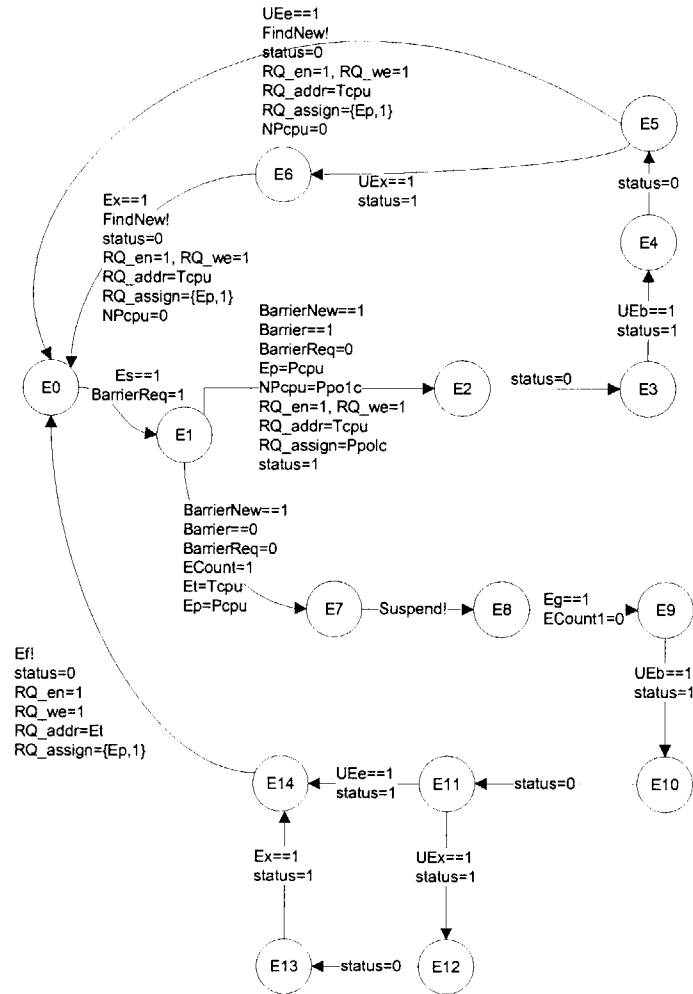 UEe==1
FindNew!
status=0
RQ_en=1, RQ_we=1
RQ_addr=Tcpu
RQ_assign={Ep,1}
NPcpu=0
E5
E6
UEx==1
status=1
status=0
Ex==1
FindNew!
status=0
RQ_en=1, RQ_we=1
RQ_addr=Tcpu
RQ_assign={Ep,1}
NPcpu=0
E4
UEb==1
status=1
BarrierNew==1
Barrier==1
BarrierReq=0
Ep=Pcpu
NPcpu=Ppo1c
RQ_en=1, RQ_we=1
RQ_addr=Tcpu
RQ_assign=Ppolc
status=1
E0
Es==1
BarrierReq=1
E1
E2
status=0
E3
BarrierNew==1
Barrier==0
BarrierReq=0
ECount=1
Et=Tcpu
Ep=Pcpu
E7
Suspend!
E8
Eg==1
ECount1=0
E9
UEb==1
status=1
Ef!
status=0
RQ_en=1
RQ_we=1
RQ_addr=Et
RQ_assign={Ep,1}
E14
UEe==1
status=1
E11
status=0
E10
Ex==1
status=1
UEx==1
status=1
E13
status=0
E12